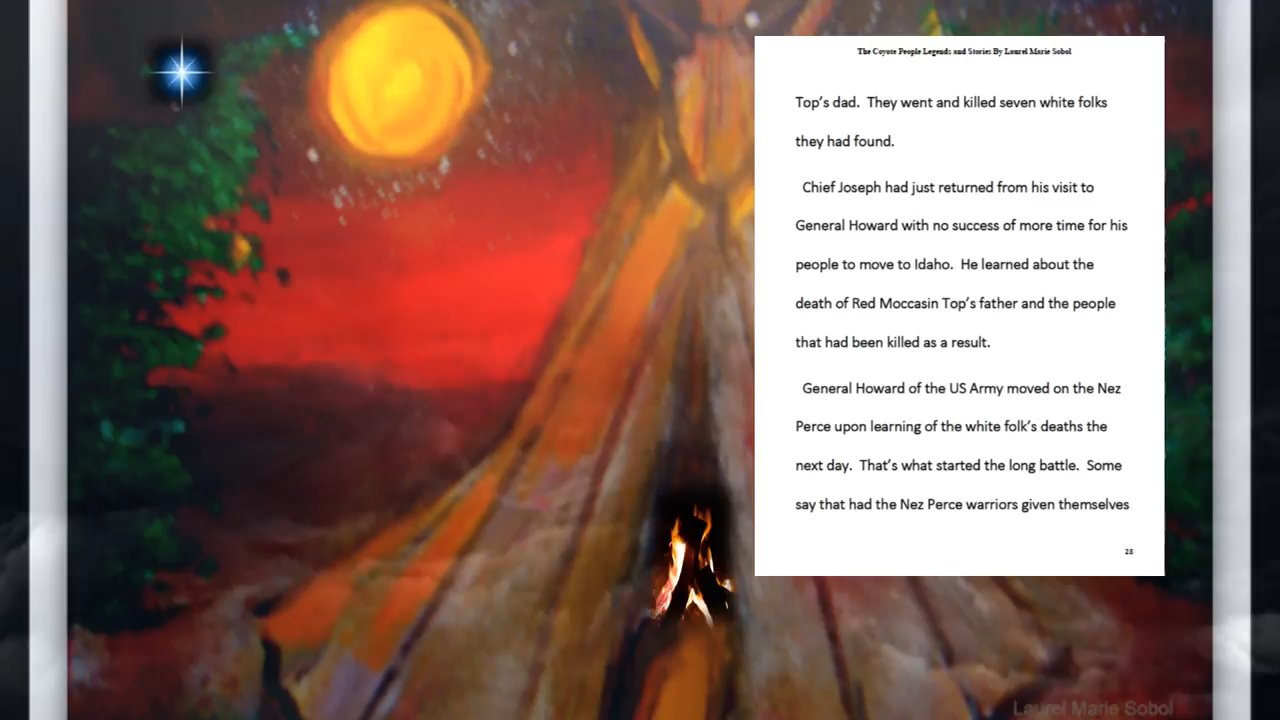 The Coyote People Legends and Stories By Laurel Marie Sobol
Top's dad.  They went and killed seven white folks
they had found.
Chief Joseph had just returned from his visit to
General Howard with no success of more time for his
people to move to Idaho.  He learned about the
death of Red Moccasin Top's father and the people
that had been killed as a result.
General Howard of the US Army moved on the Nez
Perce upon learning of the white folk's deaths the
next day.  That's what started the long battle.  Some
say that had the Nez Perce warriors given themselves
28
Laurel Marie Sobol